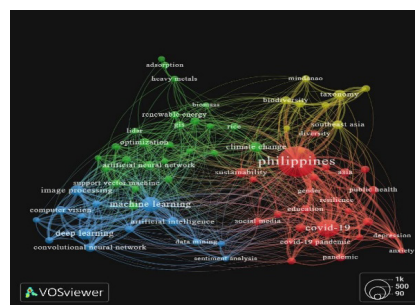 adsorption
heavy metals
mindanao
taxonomy
biodiversity
biomass
renewable energy
southeast asia
gis
rice
lidar
diversity
optimization
climate change
philippines
artificial neural network
sustainability
asia
support vector machine
image processing
gender
public health
resilience
machine learning
education
computer vision
artificial intelligence
social media
covid-19
deep learning
depression
data mining
covid-19 pandemic
convolutional neural network
anxiety
sentiment analysis
pandemic
VOSviewer
1k
500
90